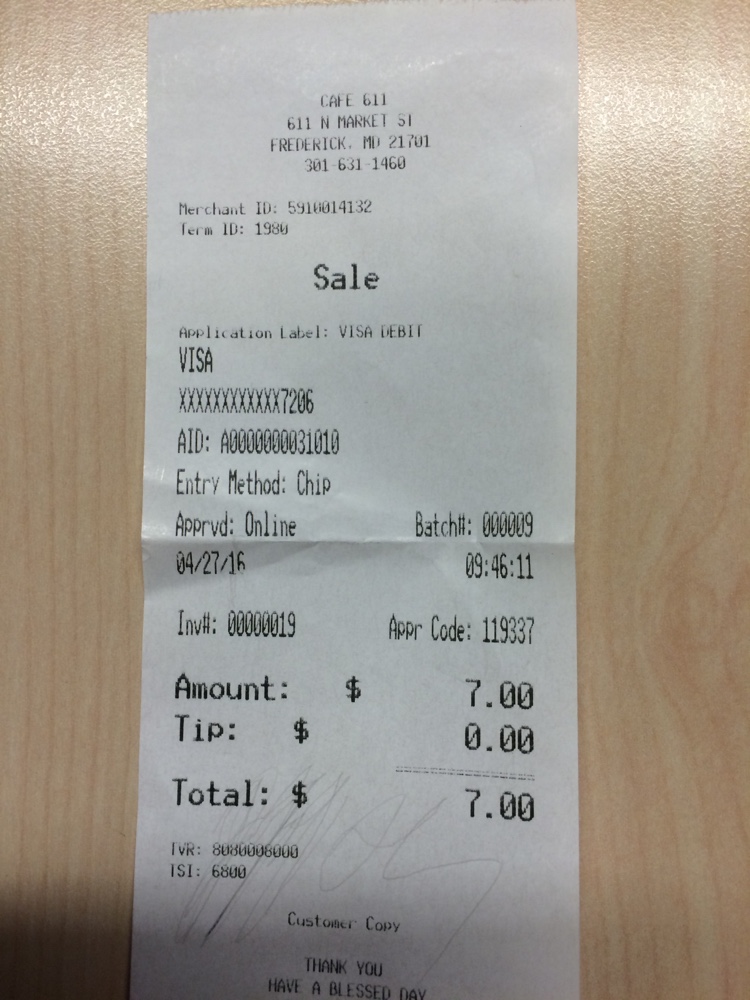 CAFE 611
611 N MARKET ST
FREDERICK, MD 21701
301-631-1460
Merchant ID: 5910014132
Term ID: 1980
Sale
Application Label: VISA DEBIT
VISA
XXXXXXXXXXXX7206
AID: A0000000031010
Entry Method: Chip
Apprvd: Online Batch#: 000009
04/27/16 09:46:11
Inv#: 00000019 Appr Code: 119337
Amount: $ 7.00
Tip: $ 0.00
Total: $ 7.00
TVR: 8080008000
TSI: 6800
Customer Copy
THANK YOU
HAVE A BLESSED DAY